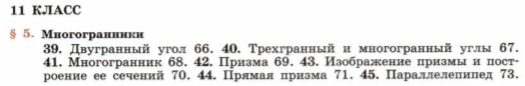 11 КЛАСС
§ 5. Многогранники
39. Двугранный угол 66. 40. Трехгранный и многогранный углы 67.
41. Многогранник 68. 42. Призма 69. 43. Изображение призмы и пост-
роение ее сечений 70. 44. Прямая призма 71. 45. Параллелепипед 73.